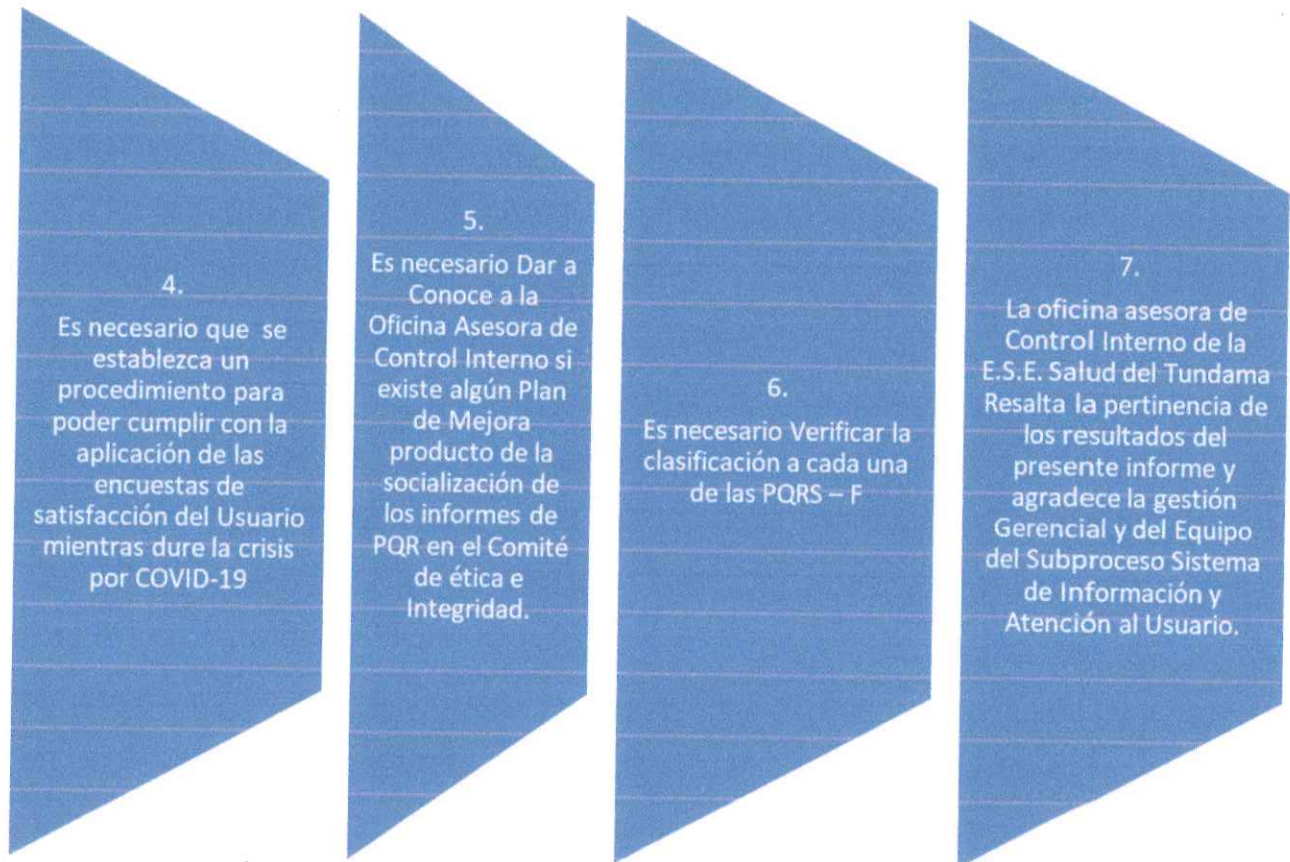 4.
Es necesario que se
establezca un
procedimiento para
poder cumplir con la
aplicación de las
encuestas de
satisfacción del Usuario
mientras dure la crisis
por COVID-19
5.
Es necesario Dar a
Conoce a la
Oficina Asesora de
Control Interno si
existe algún Plan
de Mejora
producto de la
socialización de
los informes de
PQR en el Comité
de ética e
Integridad.
6.
Es necesario Verificar la
clasificación a cada una
de las PQRS – F
7.
La oficina asesora de
Control Interno de la
E.S.E. Salud del Tundama
Resalta la pertinencia de
los resultados del
presente informe y
agradece la gestión
Gerencial y del Equipo
del Subproceso Sistema
de Información y
Atención al Usuario.